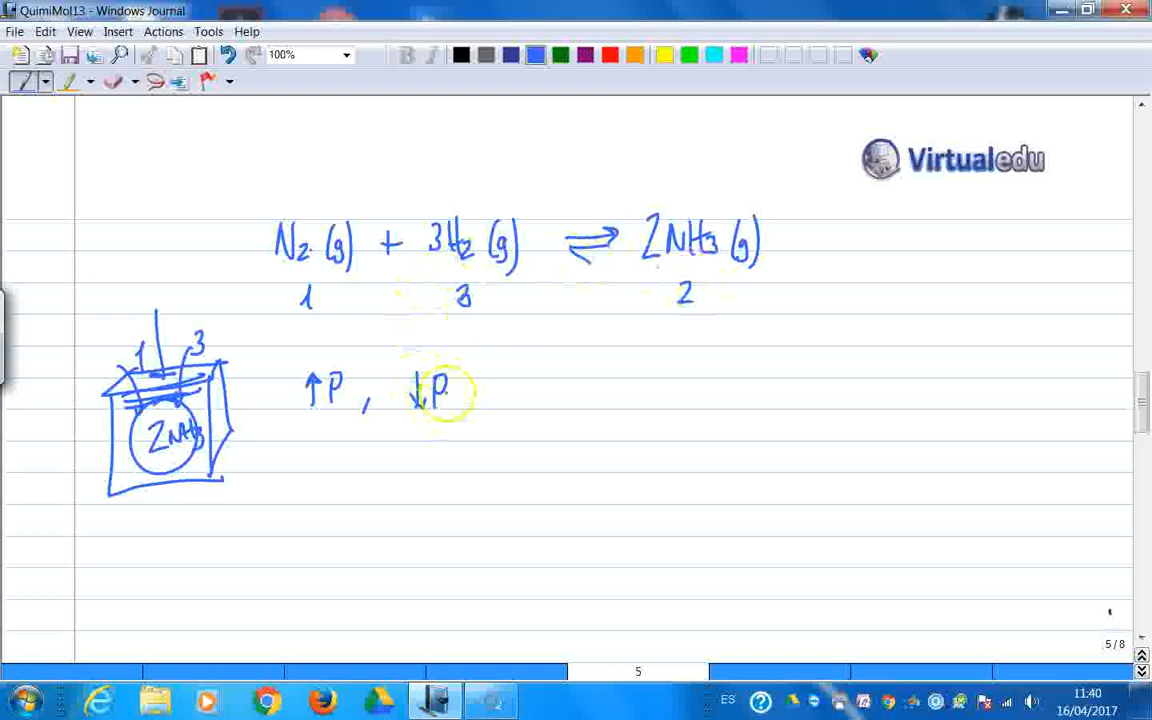 QuimiMol13 - Windows Journal
File Edit View Insert Actions Tools Help
100%
B I
Virtualedu
N2 (g) + 3H2 (g) ⇌ 2NH3 (g)
1 3 2
1 3
↑P , ↓P
2NH3
5/8
5
ES
11:40
16/04/2017